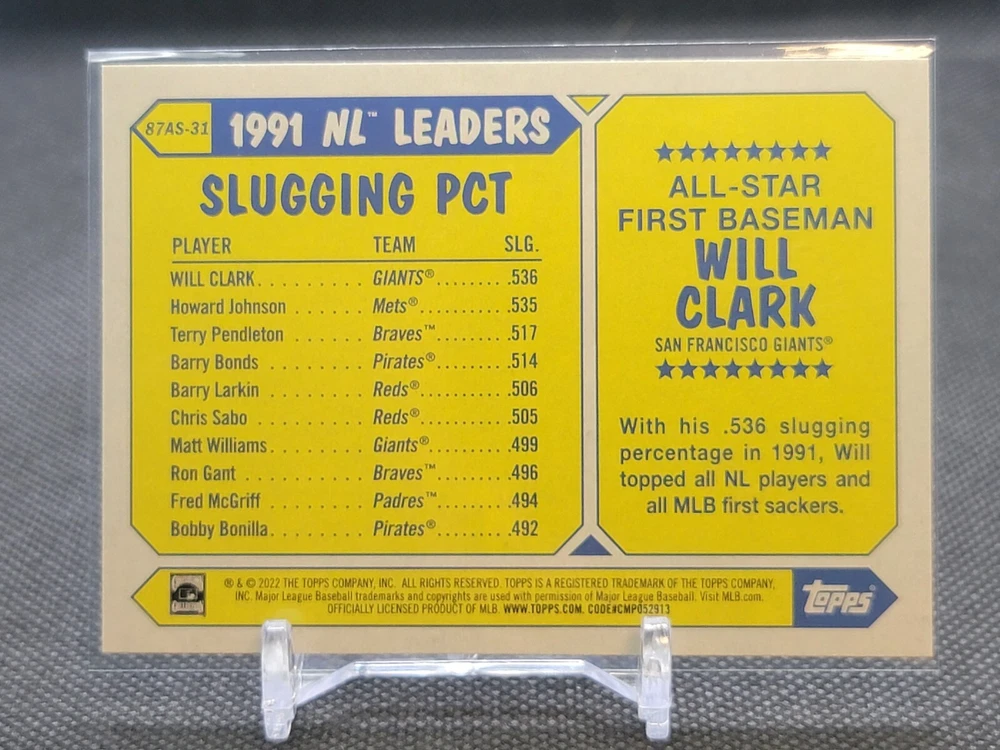 87AS-31
1991 NL™ LEADERS
SLUGGING PCT
PLAYER TEAM SLG.
WILL CLARK. . . . . . . . . GIANTS®. . . . . . . . .536
Howard Johnson . . . . . . Mets® . . . . . . . . . .535
Terry Pendleton . . . . . . Braves™ . . . . . . . . .517
Barry Bonds . . . . . . . . Pirates®. . . . . . . . .514
Barry Larkin . . . . . . . . Reds® . . . . . . . . . .506
Chris Sabo . . . . . . . . . Reds® . . . . . . . . . .505
Matt Williams. . . . . . . . Giants® . . . . . . . . .499
Ron Gant . . . . . . . . . . Braves™ . . . . . . . . .496
Fred McGriff . . . . . . . . Padres™ . . . . . . . . .494
Bobby Bonilla. . . . . . . . Pirates®. . . . . . . . .492
ALL-STAR
FIRST BASEMAN
WILL
CLARK
SAN FRANCISCO GIANTS®
With his .536 slugging
percentage in 1991, Will
topped all NL players and
all MLB first sackers.
® & © 2022 THE TOPPS COMPANY, INC. ALL RIGHTS RESERVED. TOPPS IS A REGISTERED TRADEMARK OF THE TOPPS COMPANY,
INC. Major League Baseball trademarks and copyrights are used with permission of Major League Baseball. Visit MLB.com.
OFFICIALLY LICENSED PRODUCT OF MLB. WWW.TOPPS.COM. CODE#CMP052913
topps